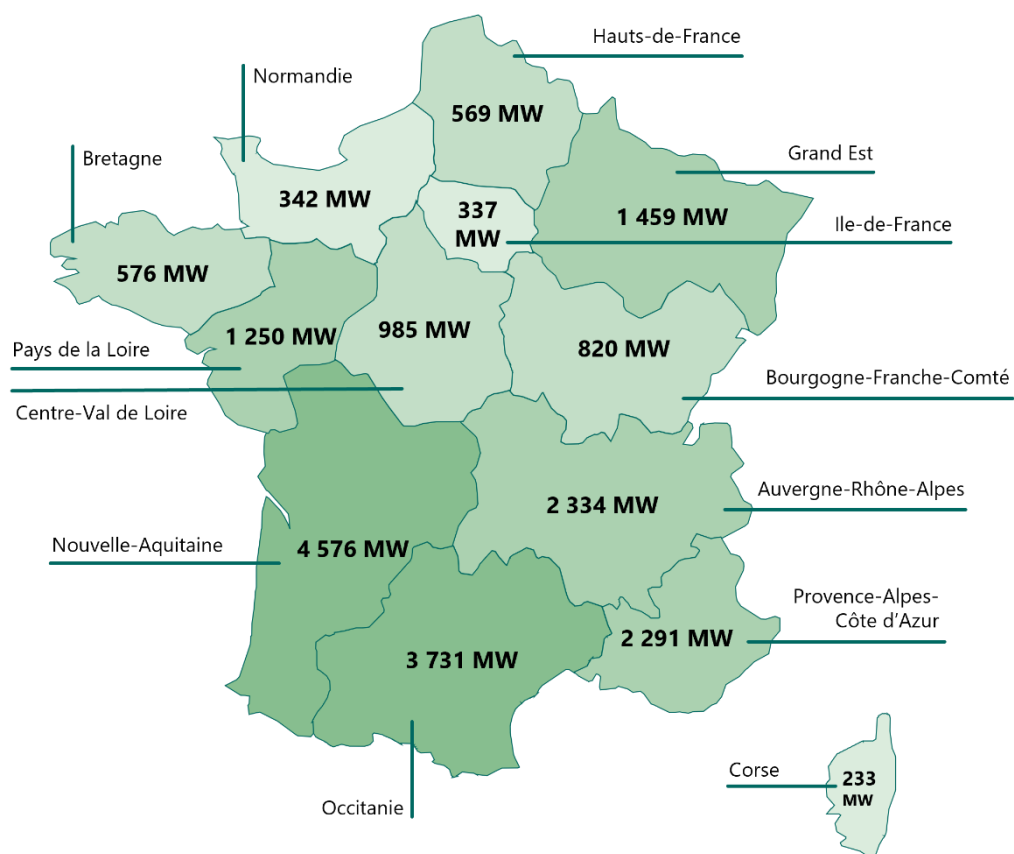 Hauts-de-France
Normandie
569 MW
Bretagne
Grand Est
342 MW
337
MW
1 459 MW
Ile-de-France
576 MW
1 250 MW
985 MW
820 MW
Pays de la Loire
Bourgogne-Franche-Comté
Centre-Val de Loire
Auvergne-Rhône-Alpes
2 334 MW
Nouvelle-Aquitaine
4 576 MW
Provence-Alpes-
Côte d'Azur
2 291 MW
3 731 MW
Corse
233
MW
Occitanie